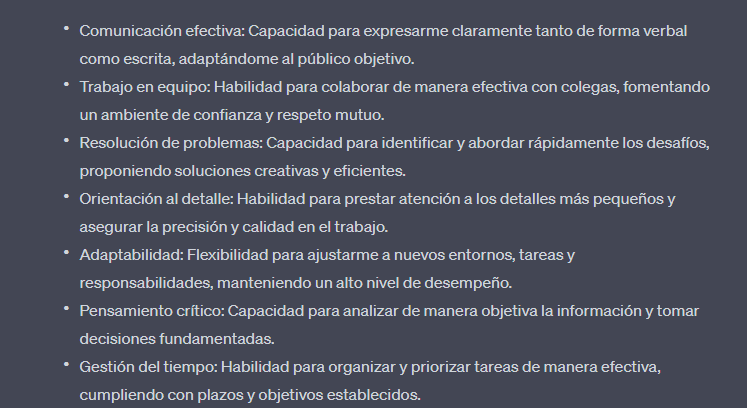 • Comunicación efectiva: Capacidad para expresarme claramente tanto de forma verbal
como escrita, adaptándome al público objetivo.
• Trabajo en equipo: Habilidad para colaborar de manera efectiva con colegas, fomentando
un ambiente de confianza y respeto mutuo.
• Resolución de problemas: Capacidad para identificar y abordar rápidamente los desafíos,
proponiendo soluciones creativas y eficientes.
• Orientación al detalle: Habilidad para prestar atención a los detalles más pequeños y
asegurar la precisión y calidad en el trabajo.
• Adaptabilidad: Flexibilidad para ajustarme a nuevos entornos, tareas y
responsabilidades, manteniendo un alto nivel de desempeño.
• Pensamiento crítico: Capacidad para analizar de manera objetiva la información y tomar
decisiones fundamentadas.
• Gestión del tiempo: Habilidad para organizar y priorizar tareas de manera efectiva,
cumpliendo con plazos y objetivos establecidos.